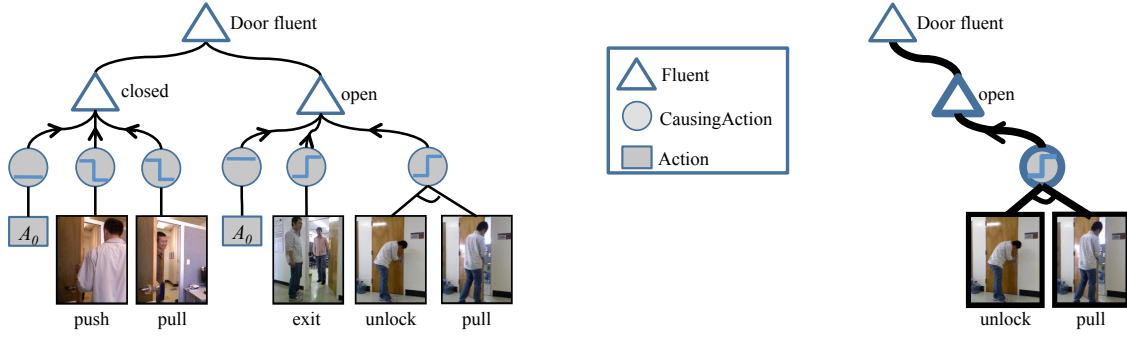 Door fluent
closed
open
A0
A0
push
pull
exit
unlock
pull
Fluent
CausingAction
Action
Door fluent
open
unlock
pull